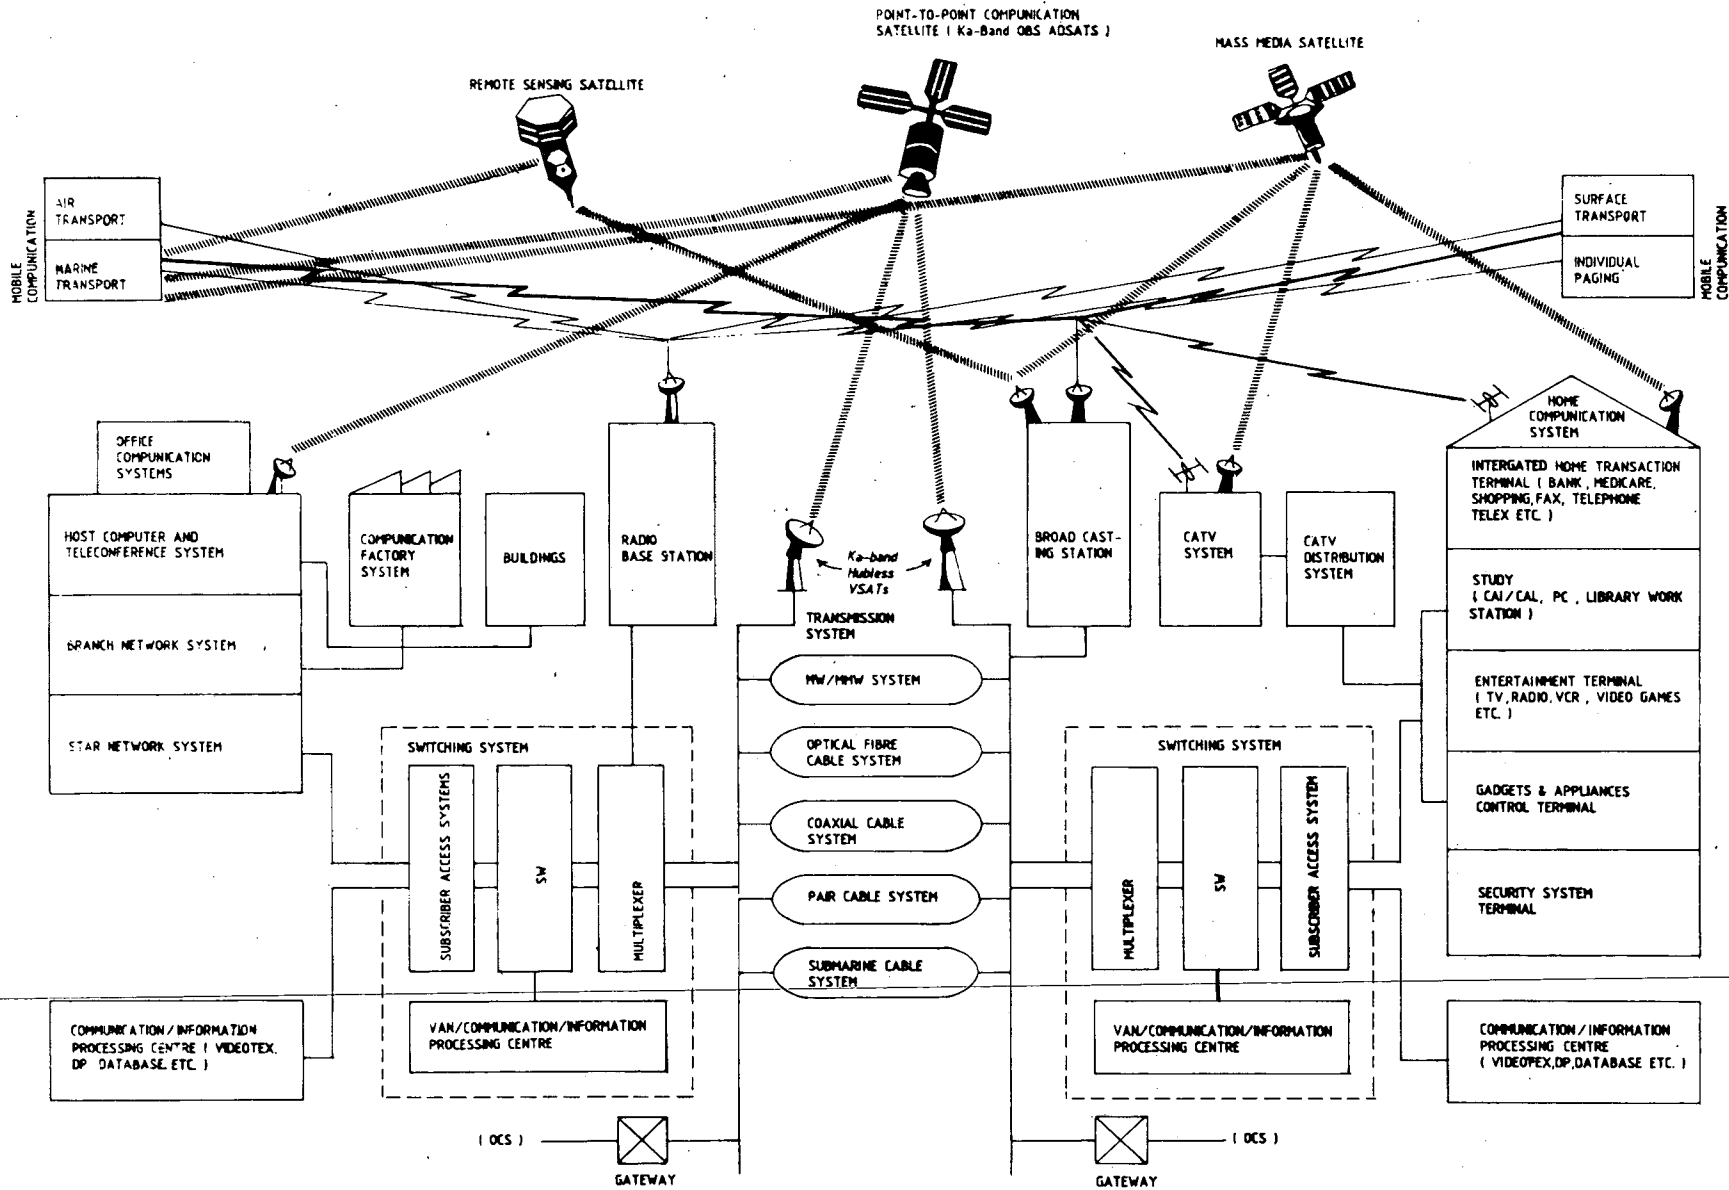 POINT-TO-POINT COMPUNICATION
SATELLITE ( Ka-Band OBS ADSATS )
MASS MEDIA SATELLITE
REMOTE SENSING SATELLITE
MOBILE
COMPUNICATION
AIR
TRANSPORT
MARINE
TRANSPORT
SURFACE
TRANSPORT
INDIVIDUAL
PAGING
MOBILE
COMPUNICATION
OFFICE
COMPUNICATION
SYSTEMS
HOST COMPUTER AND
TELECONFERENCE SYSTEM
BRANCH NETWORK SYSTEM
STAR NETWORK SYSTEM
COMPUNICATION
FACTORY
SYSTEM
BUILDINGS
RADIO
BASE STATION
Ka-band
Hubless
VSATs
TRANSMISSION
SYSTEM
MW/MMW SYSTEM
OPTICAL FIBRE
CABLE SYSTEM
COAXIAL CABLE
SYSTEM
PAIR CABLE SYSTEM
SUBMARINE CABLE
SYSTEM
BROAD CAST-
ING STATION
CATV
SYSTEM
CATV
DISTRIBUTION
SYSTEM
HOME
COMPUNICATION
SYSTEM
INTERGATED HOME TRANSACTION
TERMINAL ( BANK, MEDICARE,
SHOPPING, FAX, TELEPHONE
TELEX ETC. )
STUDY
( CAI/CAL, PC , LIBRARY WORK
STATION )
ENTERTAINMENT TERMINAL
( TV, RADIO, VCR , VIDEO GAMES
ETC. )
GADGETS & APPLIANCES
CONTROL TERMINAL
SECURITY SYSTEM
TERMINAL
SWITCHING SYSTEM
SUBSCRIBER ACCESS SYSTEMS
SW
MULTIPLEXER
VAN/COMMUNICATION/INFORMATION
PROCESSING CENTRE
SWITCHING SYSTEM
MULTIPLEXER
SW
SUBSCRIBER ACCESS SYSTEM
VAN/COMMUNICATION/INFORMATION
PROCESSING CENTRE
COMMUNICATION/INFORMATION
PROCESSING CENTRE ( VIDEOTEX,
DP DATABASE, ETC. )
COMMUNICATION/INFORMATION
PROCESSING CENTRE
( VIDEOTEX,DP,DATABASE ETC. )
( OCS )
GATEWAY
GATEWAY
( OCS )